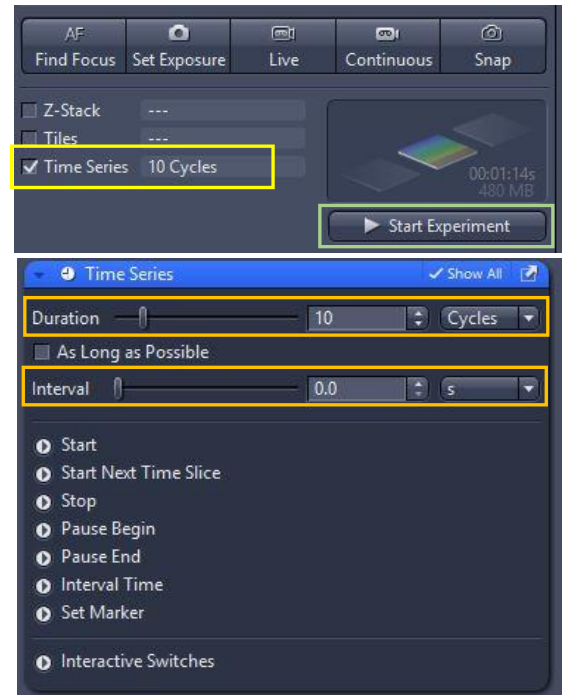 AF
Find Focus Set Exposure Live Continuous Snap
Z-Stack ---
Tiles ---
Time Series 10 Cycles
00:01:14s
480 MB
Start Experiment
Time Series Show All
Duration 10 Cycles
As Long as Possible
Interval 0.0 s
Start
Start Next Time Slice
Stop
Pause Begin
Pause End
Interval Time
Set Marker
Interactive Switches